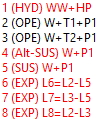 1 (HYD) WW+HP
2 (OPE) W+T1+P1
3 (OPE) W+T2+P1
4 (Alt-SUS) W+P1
5 (SUS) W+P1
6 (EXP) L6=L2-L5
7 (EXP) L7=L3-L5
8 (EXP) L8=L2-L3